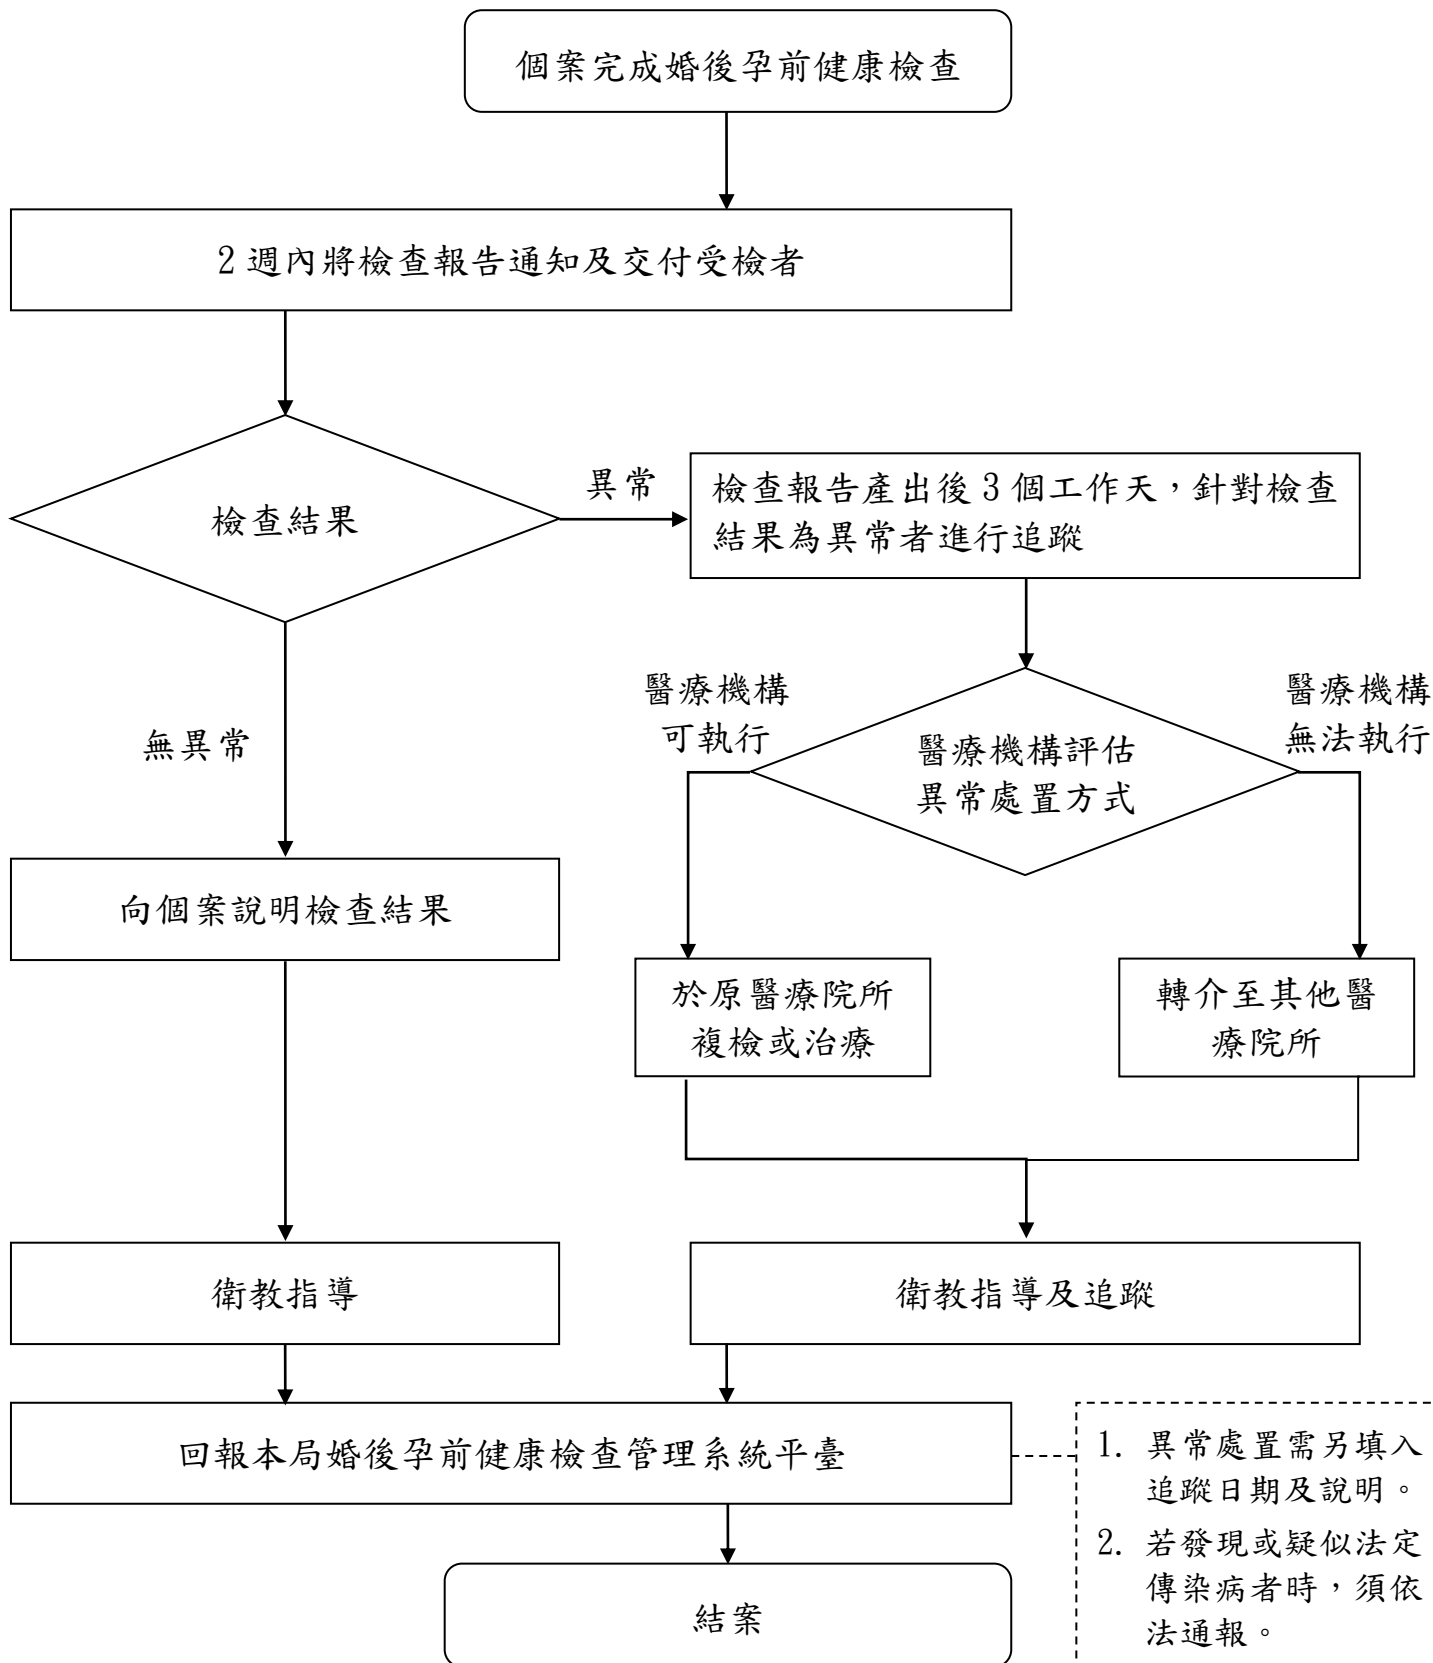 個案完成婚後孕前健康檢查
2 週內將檢查報告通知及交付受檢者
檢查結果
異常
檢查報告產出後 3 個工作天，針對檢查
結果為異常者進行追蹤
無異常
醫療機構
可執行
醫療機構評估
異常處置方式
醫療機構
無法執行
向個案說明檢查結果
於原醫療院所
複檢或治療
轉介至其他醫
療院所
衛教指導
衛教指導及追蹤
回報本局婚後孕前健康檢查管理系統平臺
1. 異常處置需另填入
追蹤日期及說明。
2. 若發現或疑似法定
傳染病者時，須依
法通報。
結案